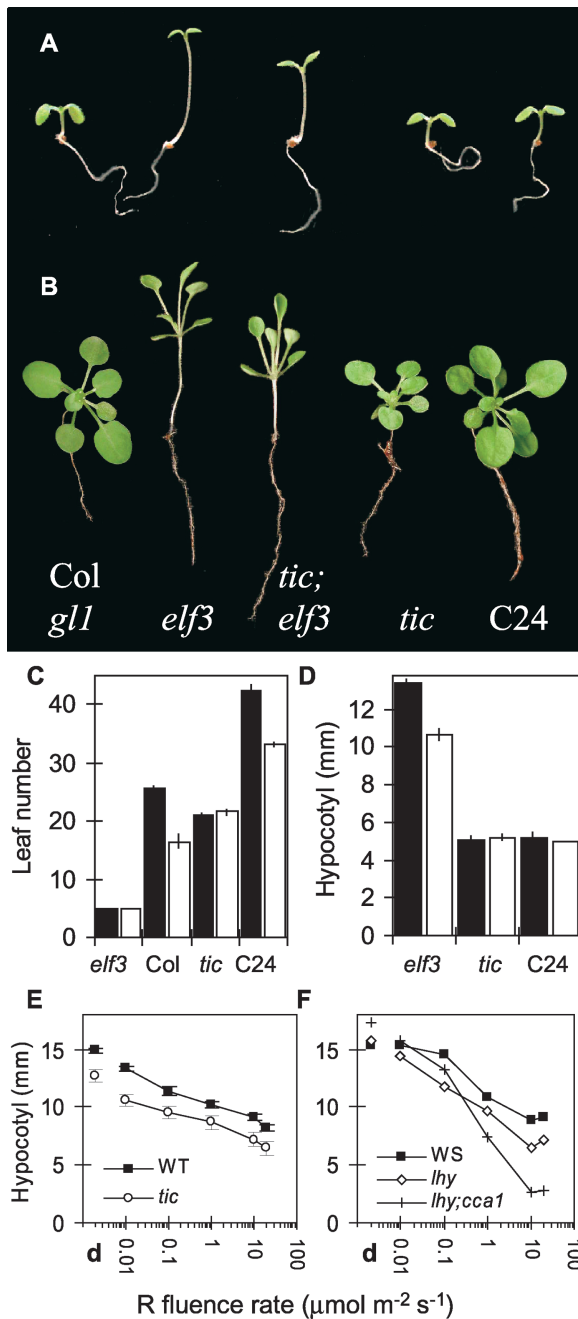 A
B
Col
gl1
elf3
tic;
elf3
tic
C24
C
Leaf number
40
30
20
10
0
elf3 Col tic C24
D
Hypocotyl (mm)
12
10
8
6
4
2
0
elf3 tic C24
E
Hypocotyl (mm)
15
10
5
0
WT
tic
d 0.01 0.1 1 10 100
F
15
10
5
0
WS
lhy
lhy;cca1
d 0.01 0.1 1 10 100
R fluence rate (µmol m⁻² s⁻¹)